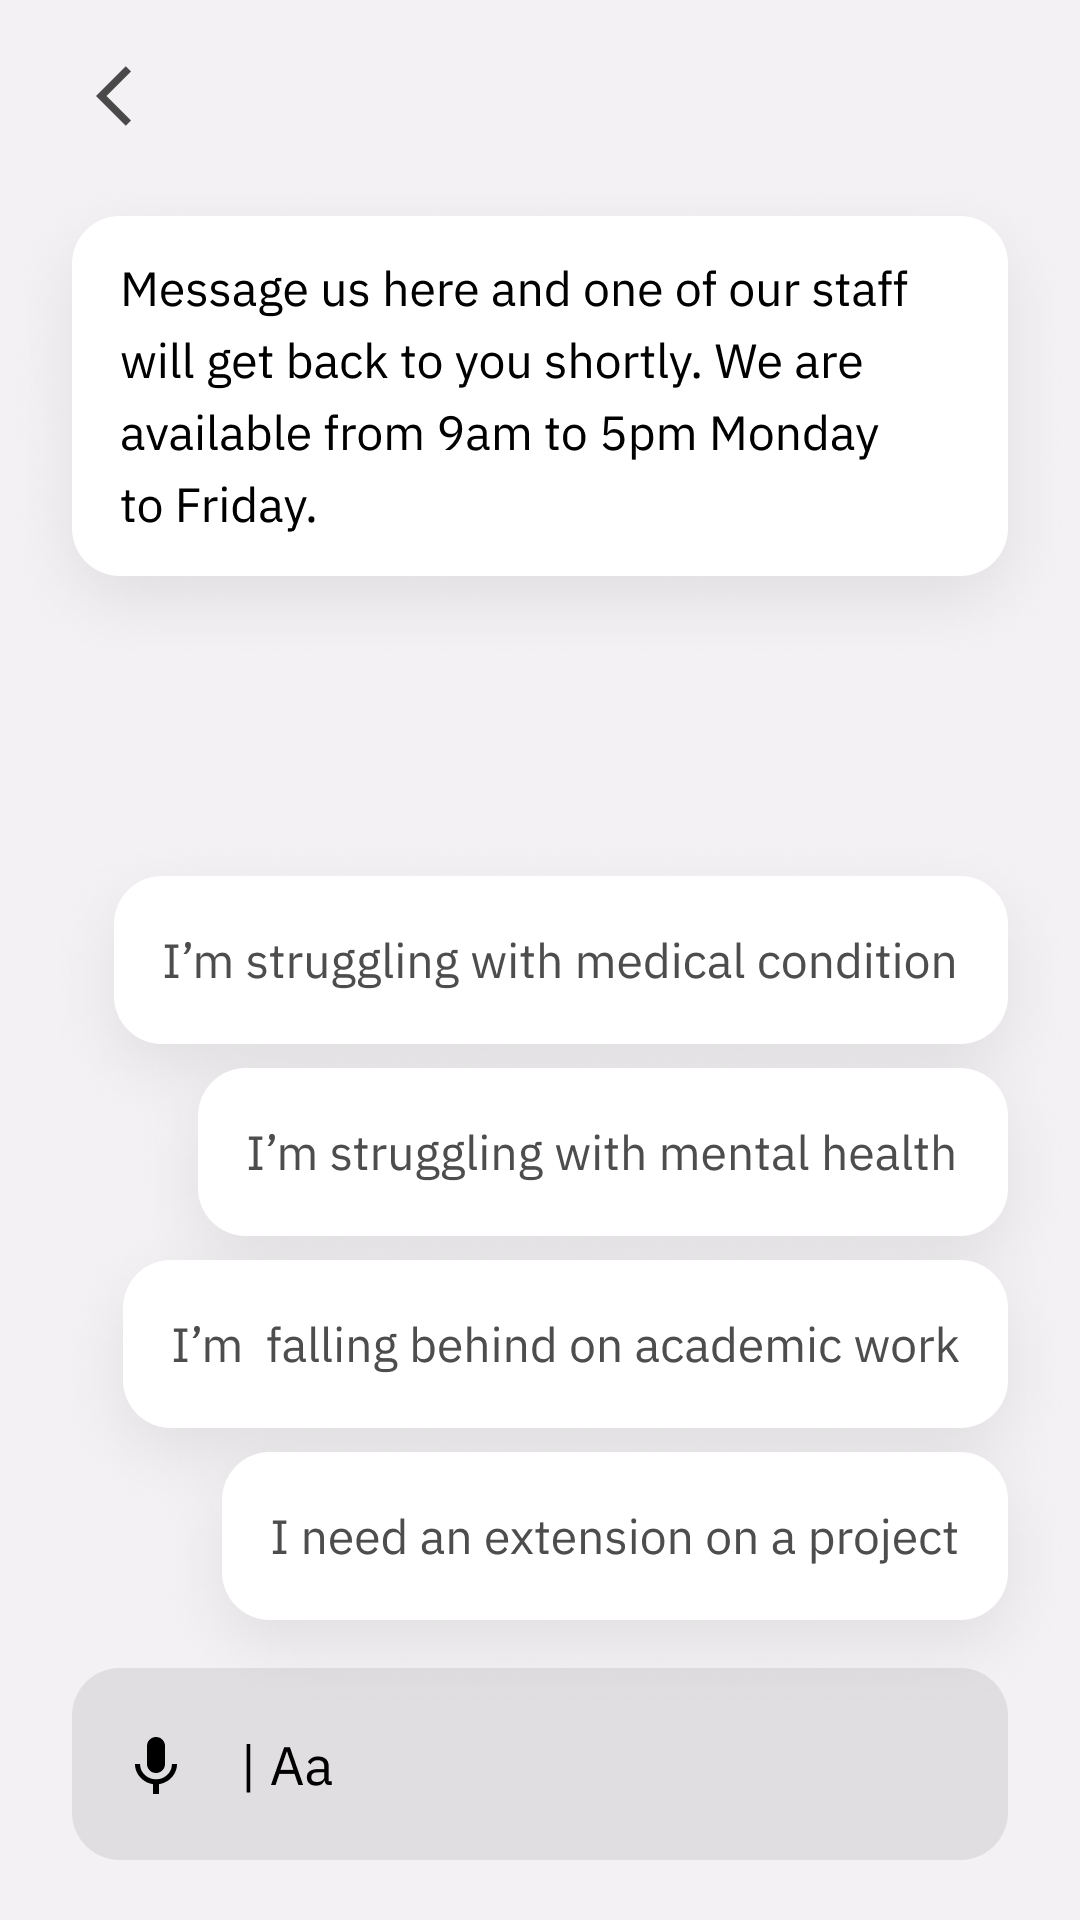 Message us here and one of our staff
will get back to you shortly. We are
available from 9am to 5pm Monday
to Friday.
I’m struggling with medical condition
I’m struggling with mental health
I’m  falling behind on academic work
I need an extension on a project
| Aa